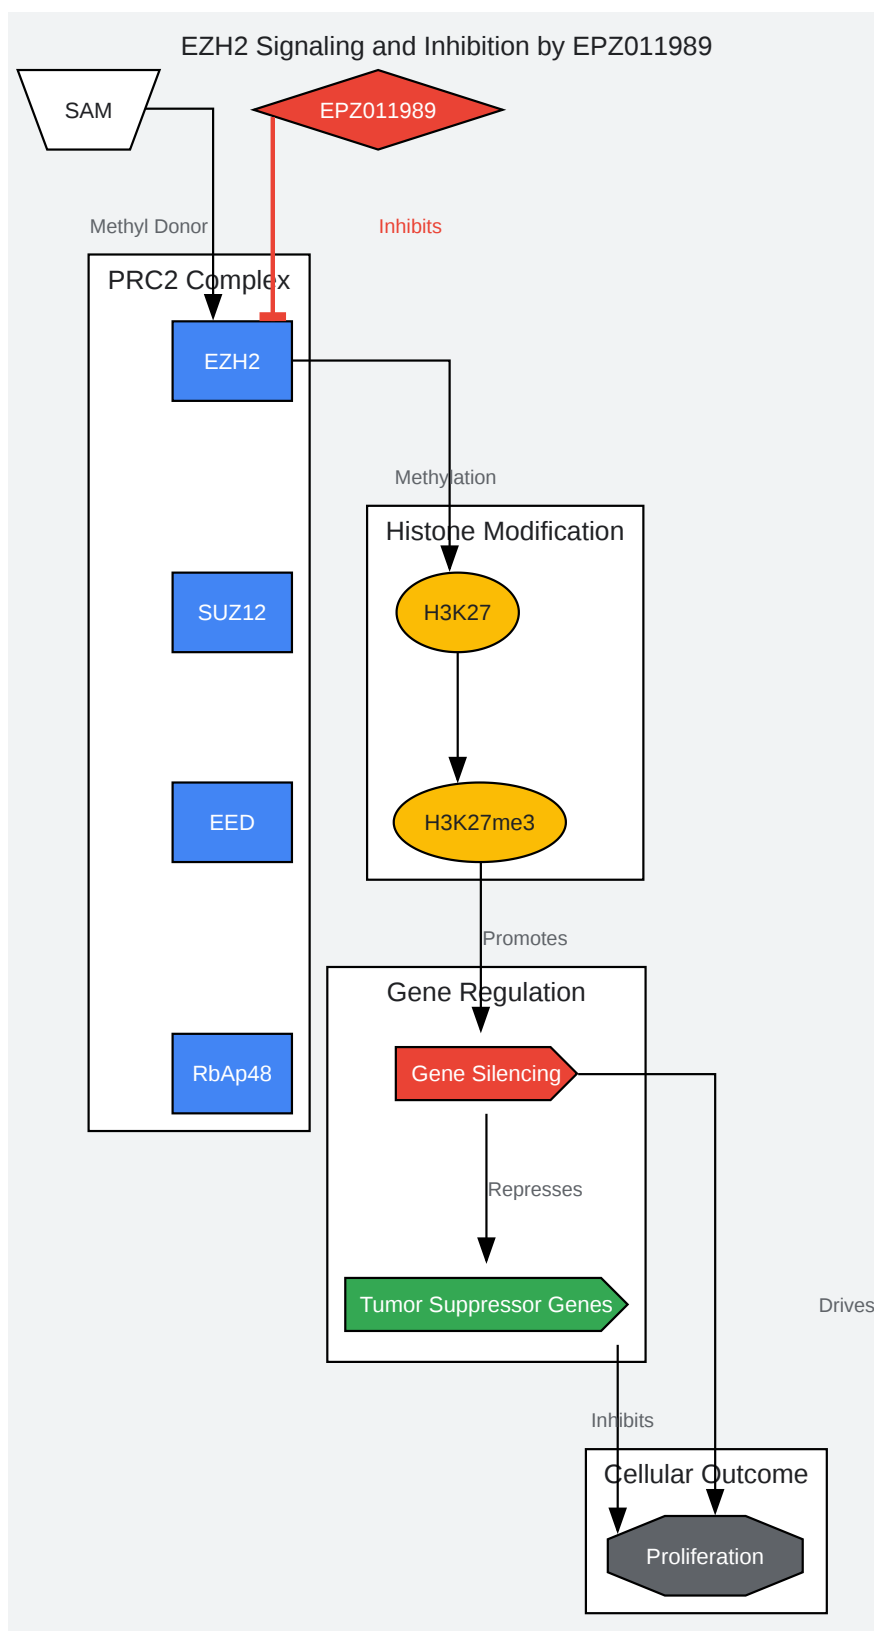 EZH2 Signaling and Inhibition by EPZ011989
SAM
EPZ011989
Methyl Donor
Inhibits
PRC2 Complex
EZH2
Methylation
Histone Modification
SUZ12
H3K27
EED
H3K27me3
Promotes
Gene Regulation
RbAp48
Gene Silencing
Represses
Tumor Suppressor Genes
Drives
Inhibits
Cellular Outcome
Proliferation